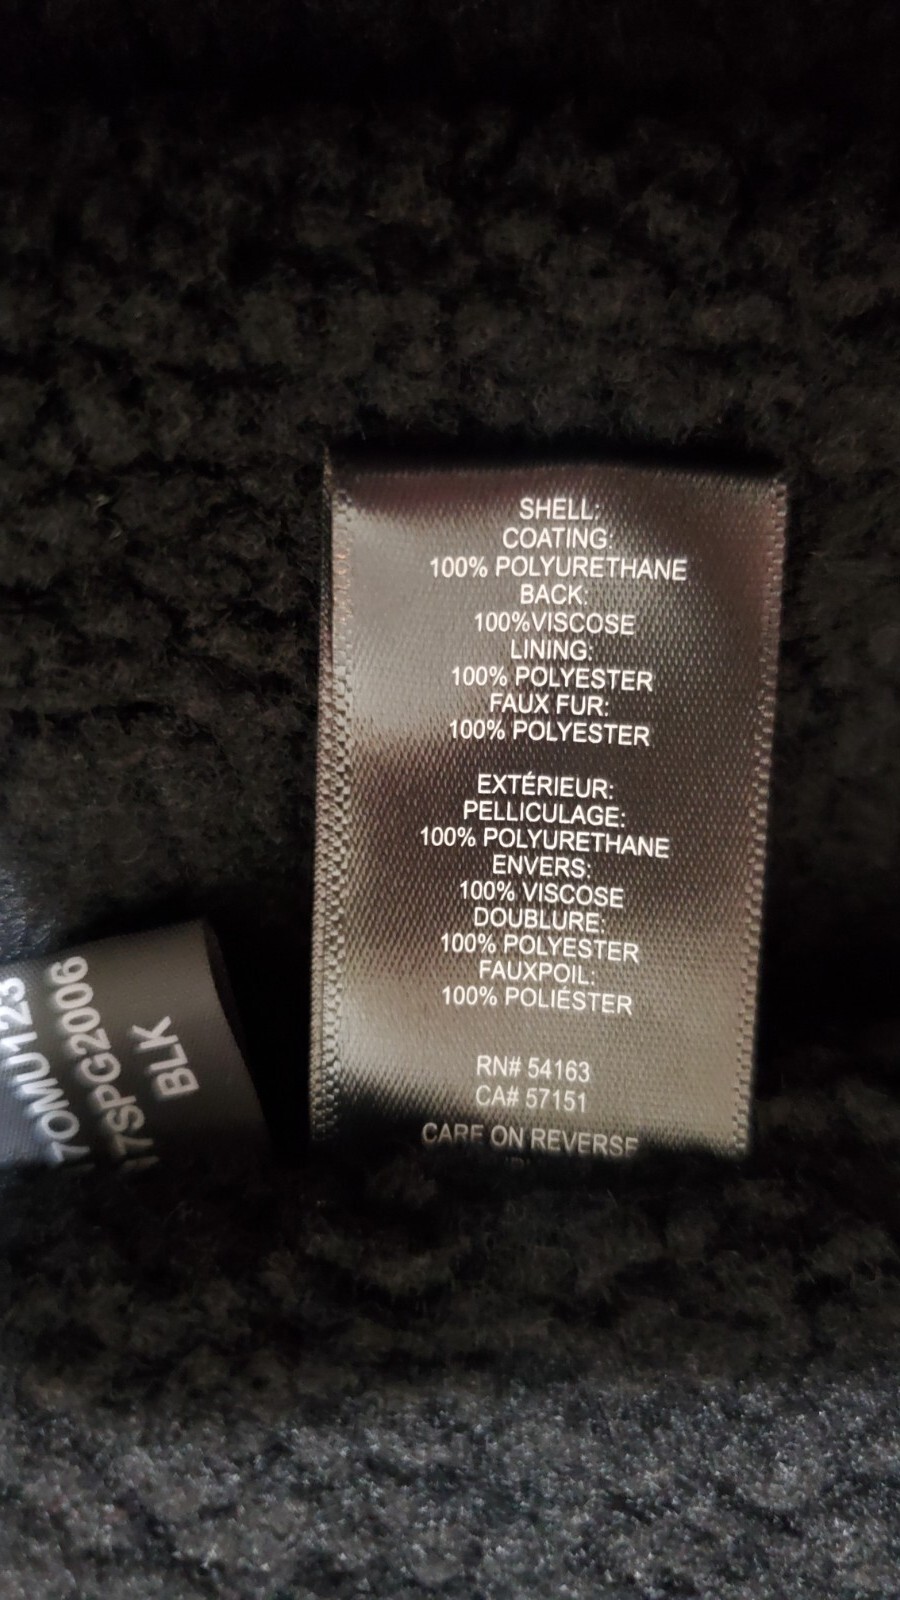 SHELL:
COATING:
100% POLYURETHANE
BACK:
100%VISCOSE
LINING:
100% POLYESTER
FAUX FUR:
100% POLYESTER
EXTÉRIEUR:
PELLICULAGE:
100% POLYURETHANE
ENVERS:
100% VISCOSE
DOUBLURE:
100% POLYESTER
FAUXPOIL:
100% POLIÉSTER
RN# 54163
CA# 57151
CARE ON REVERSE
17OMU123
17SPG2006
BLK